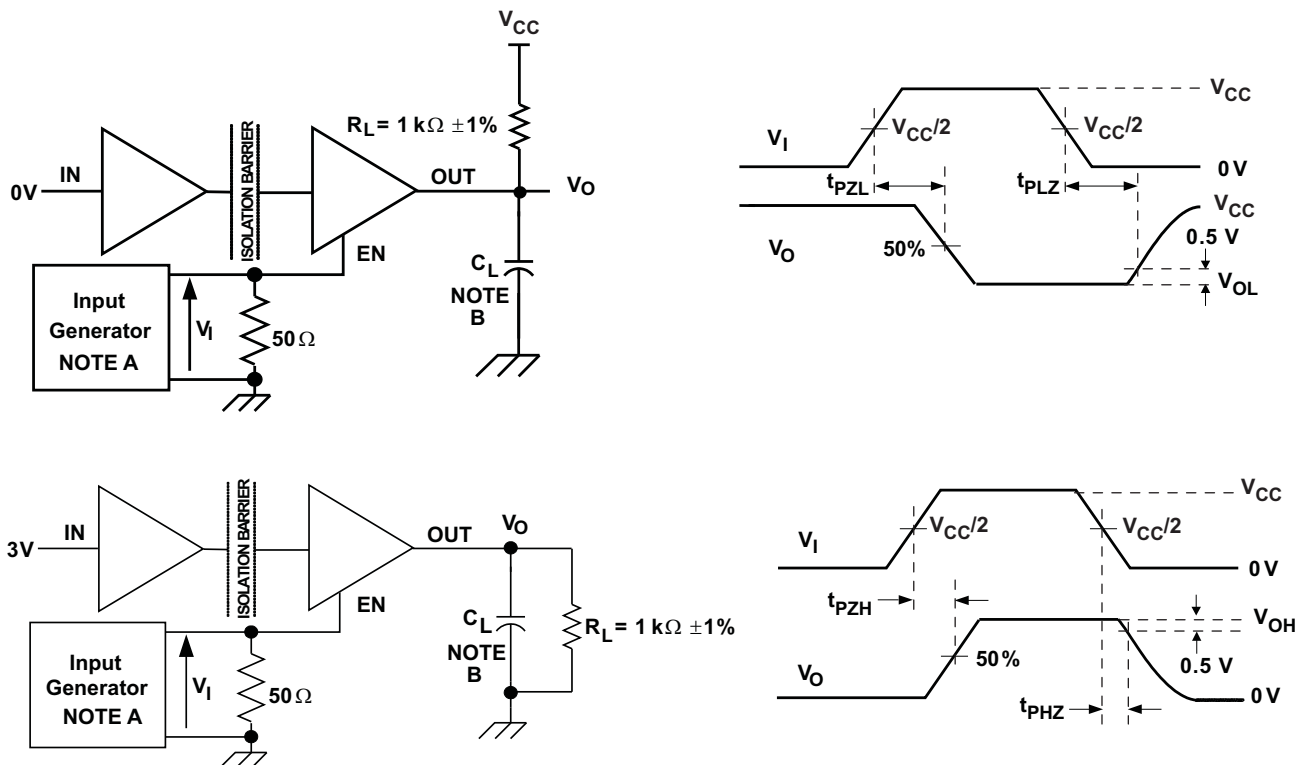 VCC
RL = 1 kΩ ±1%
ISOLATION BARRIER
0V
IN
OUT
VO
EN
CL
NOTE
B
Input
Generator
NOTE A
VI
50Ω
VCC
VI
VCC/2
VCC/2
0 V
tPZL
tPLZ
VCC
VO
50%
0.5 V
VOL
ISOLATION BARRIER
3V
IN
OUT
VO
EN
CL
NOTE
B
RL = 1 kΩ ±1%
Input
Generator
NOTE A
VI
50Ω
VCC
VI
VCC/2
VCC/2
0 V
tPZH
VOH
VO
50%
0.5 V
0 V
tPHZ